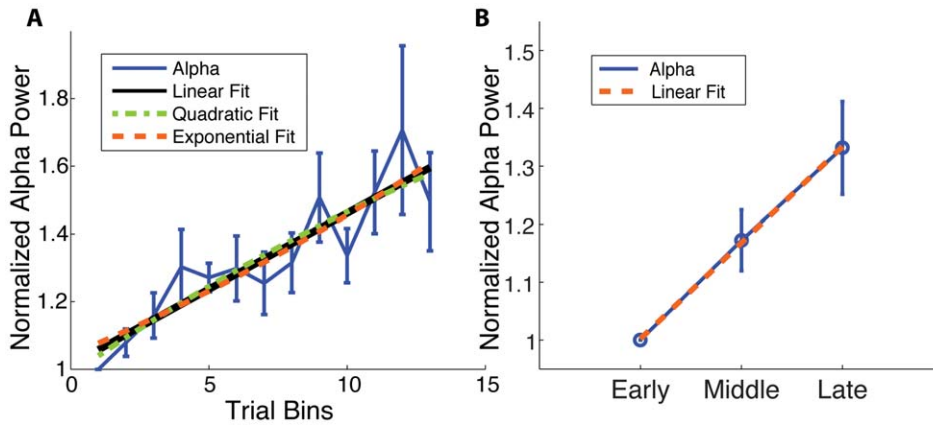 A
Normalized Alpha Power
1.8
1.6
1.4
1.2
1
0
5
10
15
Trial Bins
Alpha
Linear Fit
Quadratic Fit
Exponential Fit
B
Normalized Alpha Power
1.5
1.4
1.3
1.2
1.1
1
Early
Middle
Late
Alpha
Linear Fit